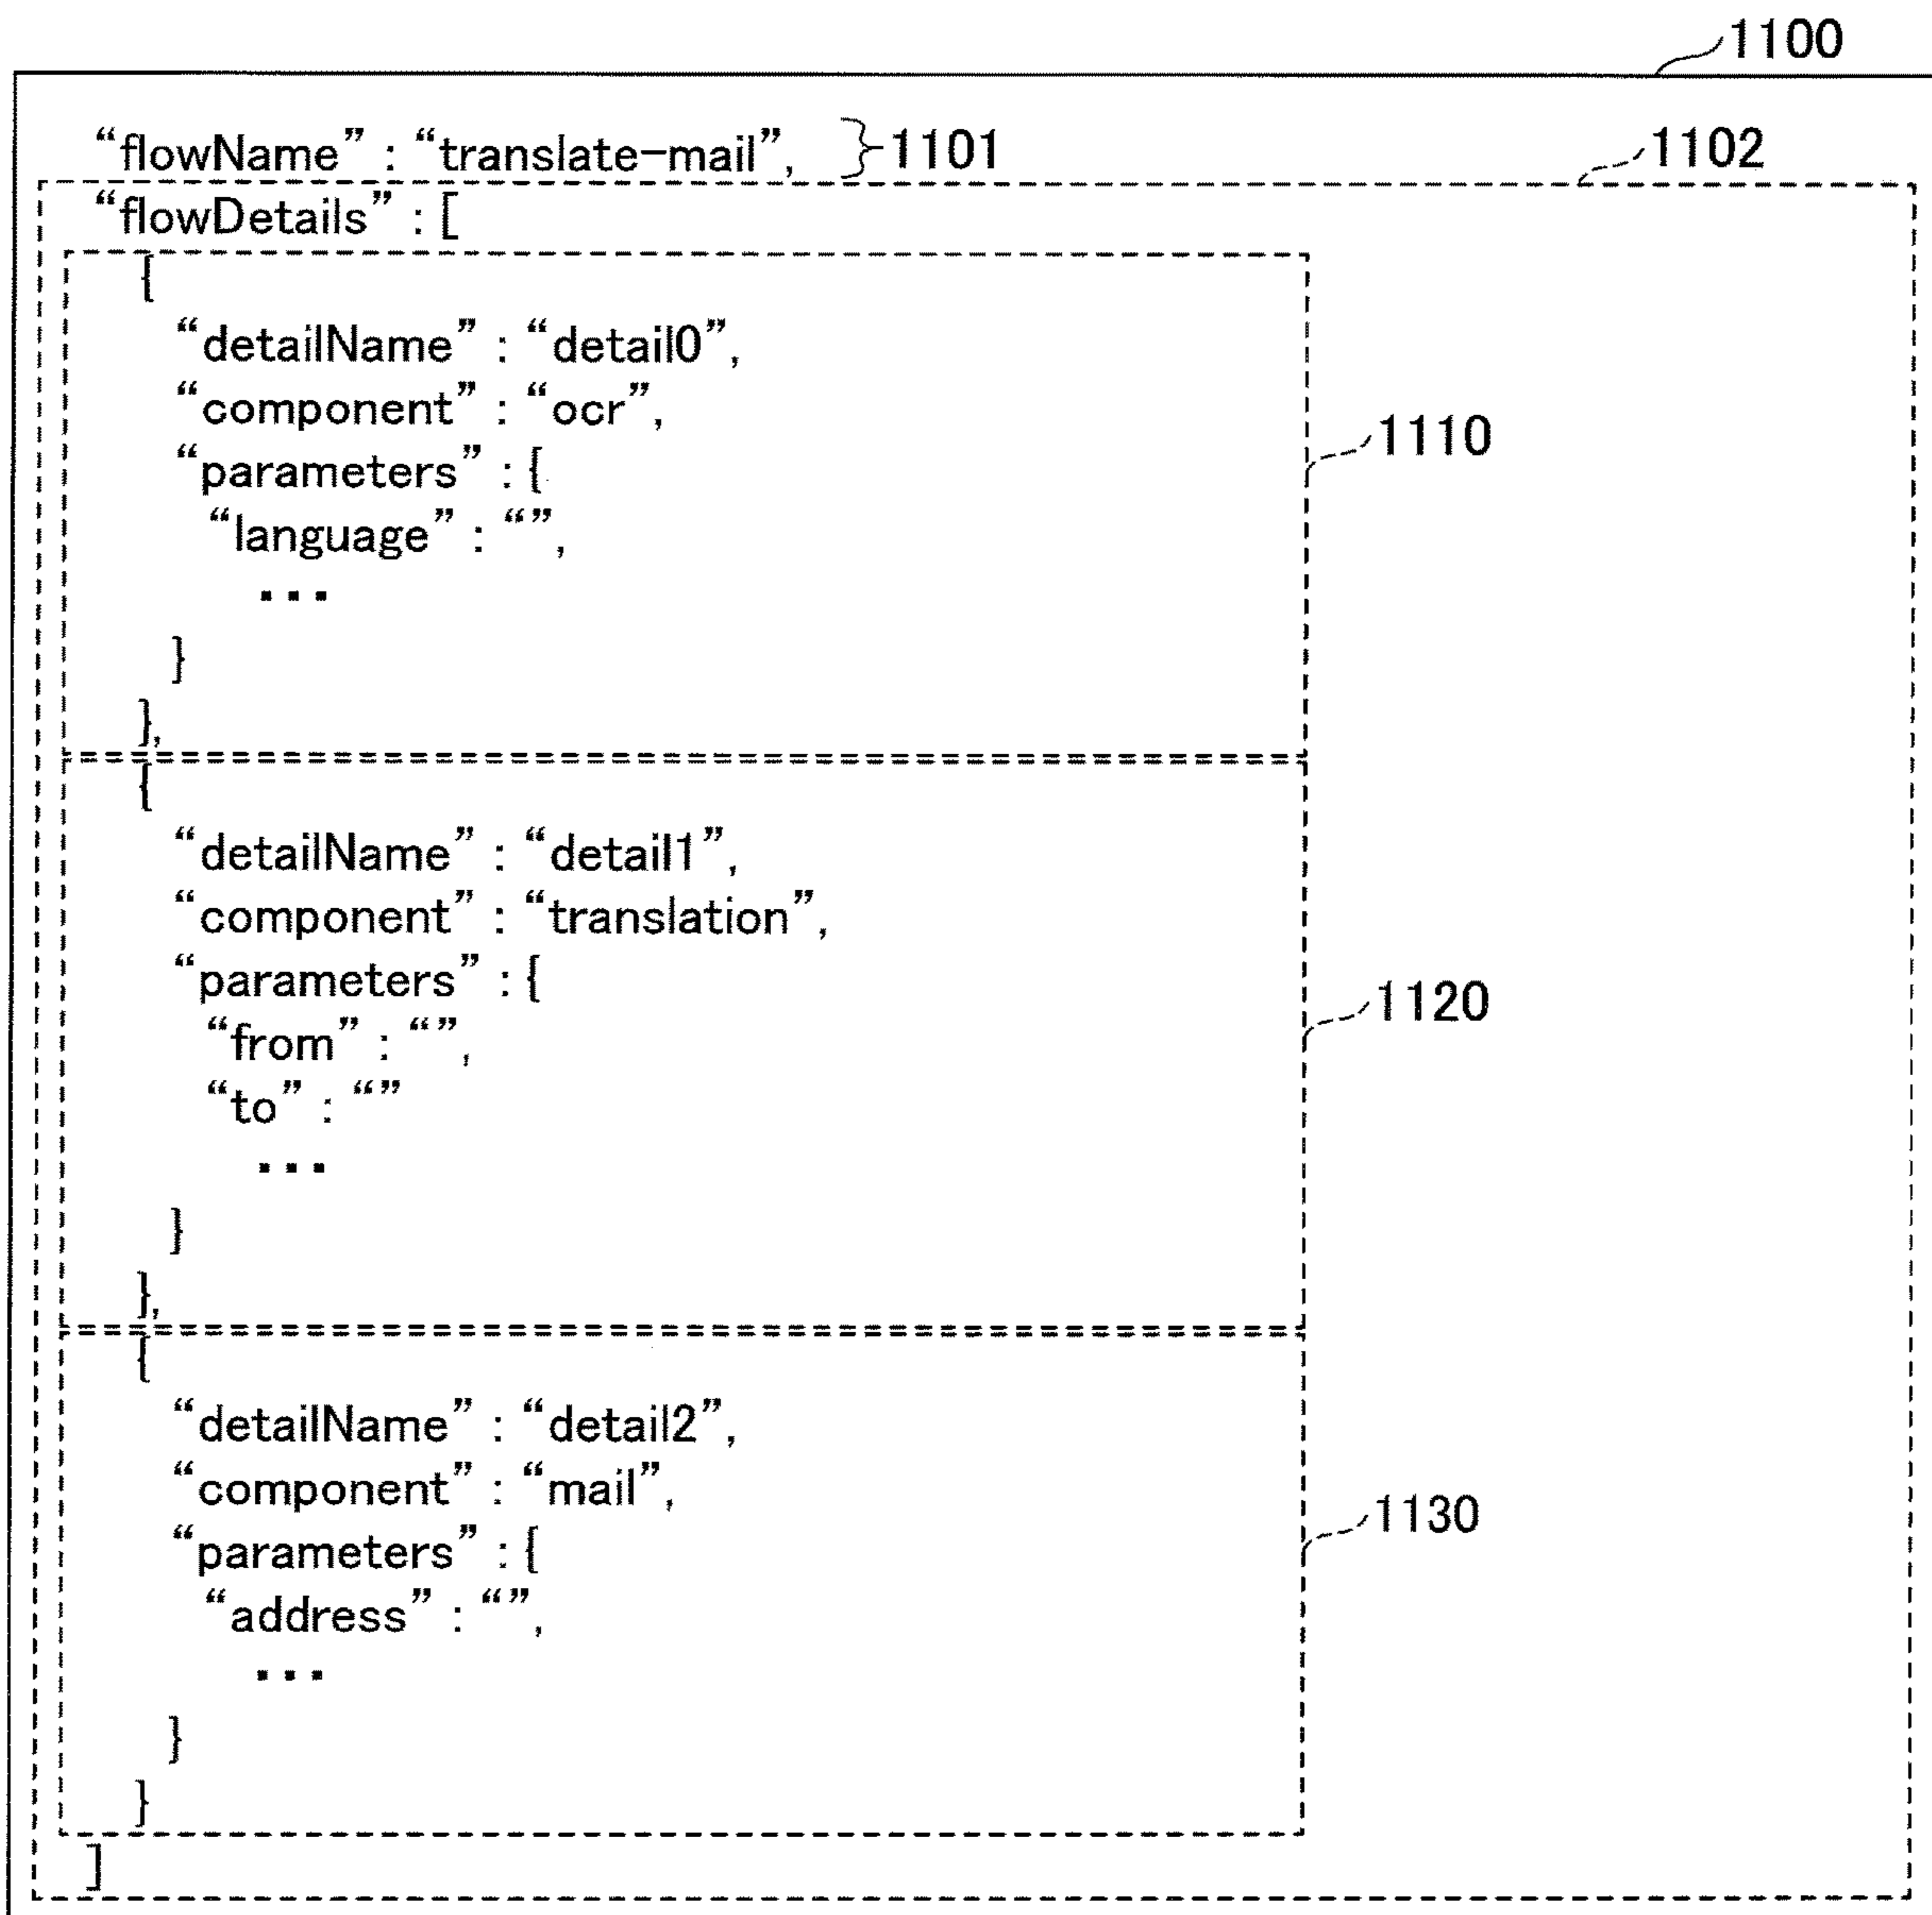 1100
“flowName” : “translate-mail”, 1101
1102
“flowDetails” : [
{
“detailName” : “detail0”,
“component” : “ocr”,
1110
“parameters” : {
“language” : “”,
...
}
},
{
“detailName” : “detail1”,
“component” : “translation”,
“parameters” : {
1120
“from” : “”,
“to” : “”
...
}
},
{
“detailName” : “detail2”,
“component” : “mail”,
1130
“parameters” : {
“address” : “”,
...
}
}
]